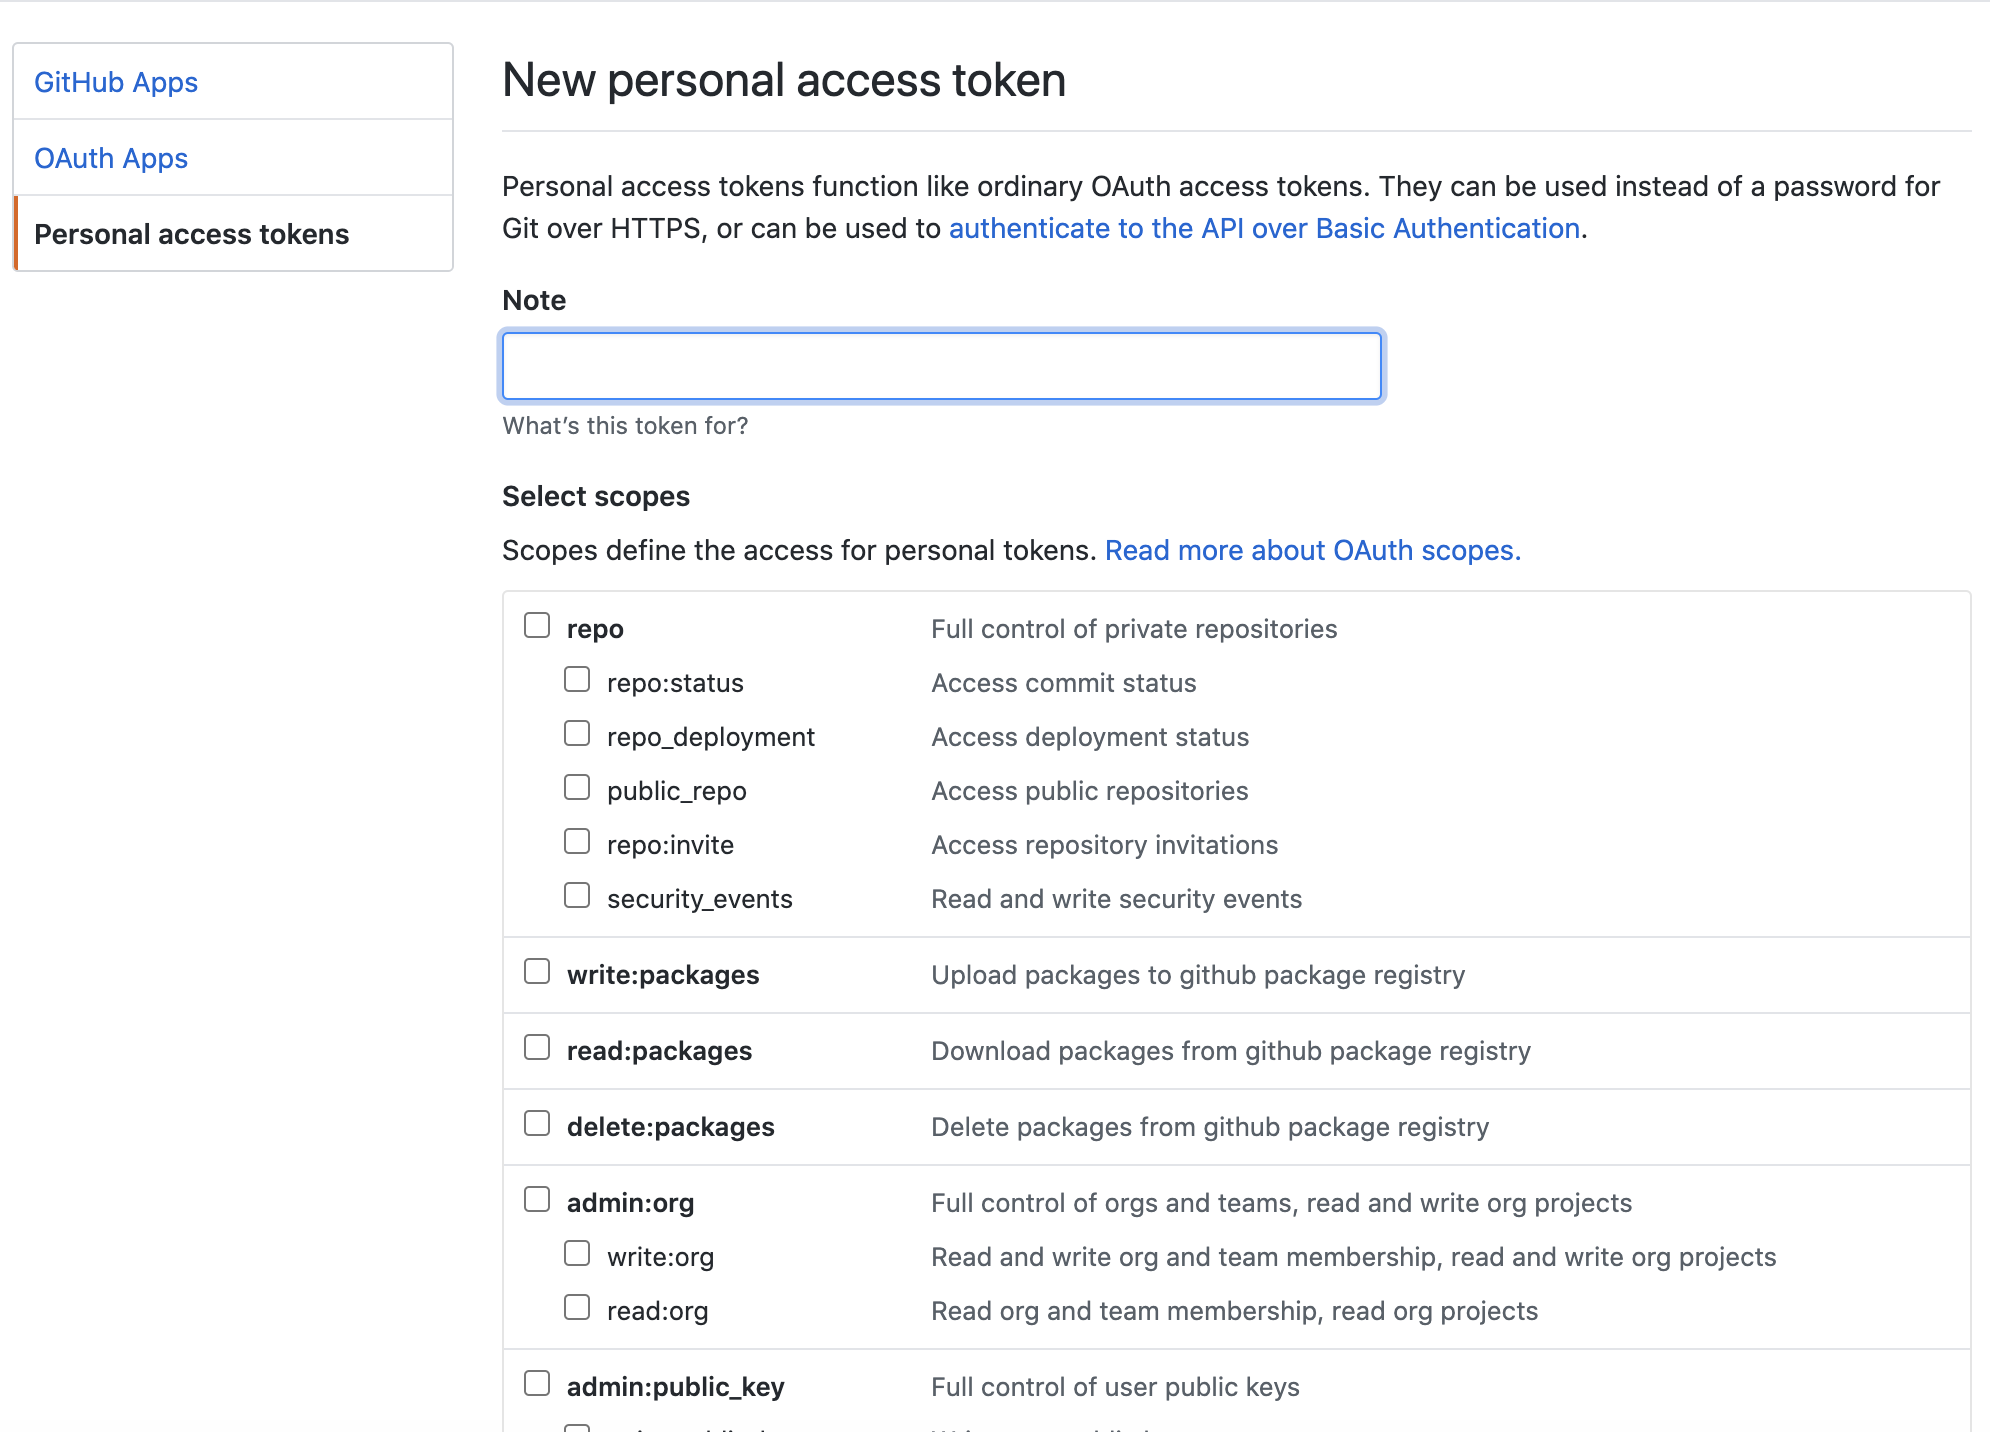 GitHub Apps
OAuth Apps
Personal access tokens
New personal access token
Personal access tokens function like ordinary OAuth access tokens. They can be used instead of a password for
Git over HTTPS, or can be used to authenticate to the API over Basic Authentication.
Note
What’s this token for?
Select scopes
Scopes define the access for personal tokens. Read more about OAuth scopes.
repo Full control of private repositories
repo:status Access commit status
repo_deployment Access deployment status
public_repo Access public repositories
repo:invite Access repository invitations
security_events Read and write security events
write:packages Upload packages to github package registry
read:packages Download packages from github package registry
delete:packages Delete packages from github package registry
admin:org Full control of orgs and teams, read and write org projects
write:org Read and write org and team membership, read and write org projects
read:org Read org and team membership, read org projects
admin:public_key Full control of user public keys